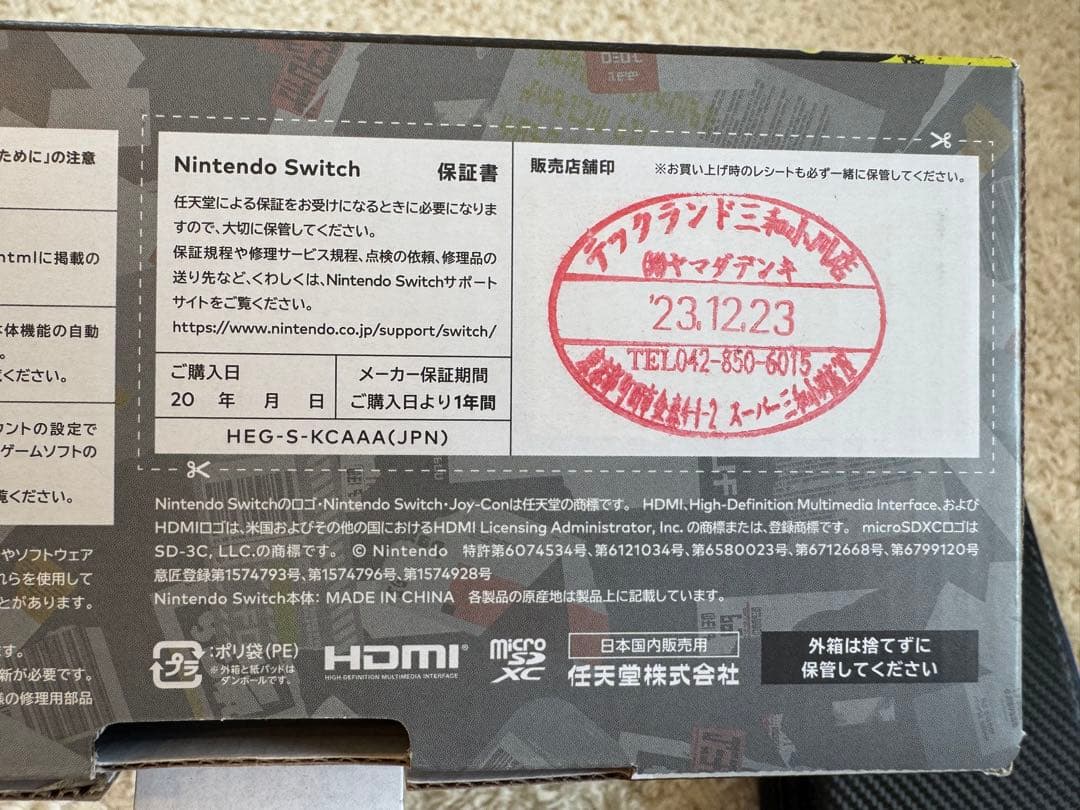 ために」の注意
htmlに掲載の
本体機能の自動
ください。
ウントの設定で
ゲームソフトの
覧ください。
やソフトウェア
れらを使用して
とがあります。
ます。
新が必要です。
様の修理用部品
Nintendo Switch 保証書
任天堂による保証をお受けになるときに必要になりま
すので、大切に保管してください。
保証規程や修理サービス規程、点検の依頼、修理品の
送り先など、くわしくは、Nintendo Switchサポート
サイトをご覧ください。
https://www.nintendo.co.jp/support/switch/
ご購入日
20 年 月 日
メーカー保証期間
ご購入日より1年間
HEG-S-KCAAA(JPN)
販売店舗印 ※お買い上げ時のレシートも必ず一緒に保管してください。
テックランド三和小川店
㈱ヤマダデンキ
'23.12.23
TEL042-850-6015
スーパー三和小川店
Nintendo Switchのロゴ・Nintendo Switch・Joy-Conは任天堂の商標です。 HDMI、High-Definition Multimedia Interface、および
HDMIロゴは、米国およびその他の国におけるHDMI Licensing Administrator, Inc. の商標または、登録商標です。 microSDXCロゴは
SD-3C, LLC.の商標です。 © Nintendo 特許第6074534号、第6121034号、第6580023号、第6712668号、第6799120号
意匠登録第1574793号、第1574796号、第1574928号
Nintendo Switch本体: MADE IN CHINA 各製品の原産地は製品上に記載しています。
プラ
:ポリ袋(PE)
※外箱と紙パッドは
ダンボールです。
HDMI®
HIGH-DEFINITION MULTIMEDIA INTERFACE
micro
SD
XC
日本国内販売用
任天堂株式会社
外箱は捨てずに
保管してください